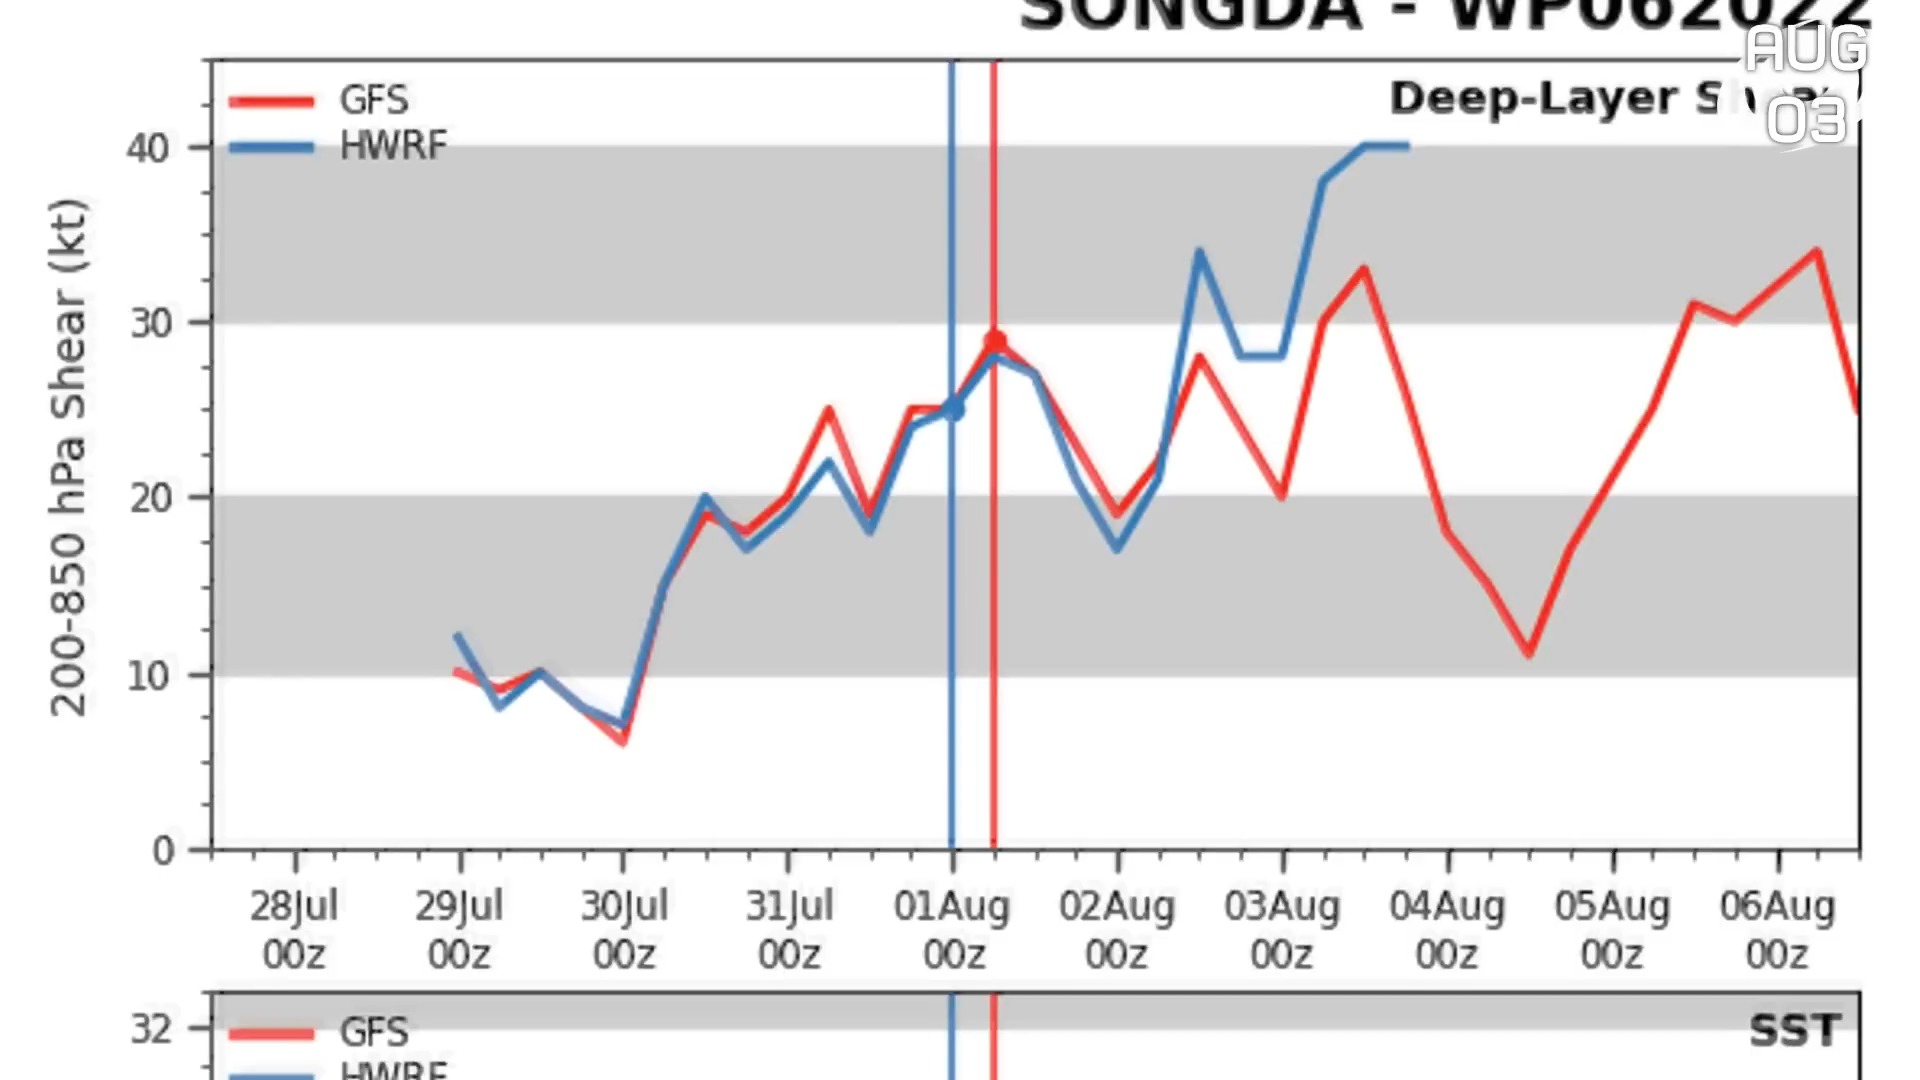 SONGDA - WP062022
AUG
03
Deep-Layer
GFS
HWRF
200-850 hPa Shear (kt)
40
30
20
10
0
28Jul 29Jul 30Jul 31Jul 01Aug 02Aug 03Aug 04Aug 05Aug 06Aug
00z 00z 00z 00z 00z 00z 00z 00z 00z 00z
32
GFS
HWRF
SST